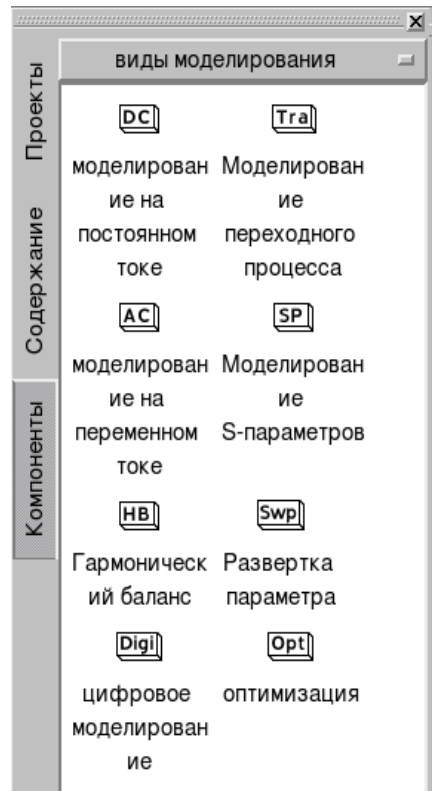 виды моделирования
Проекты
Содержание
Компоненты
DC
моделирован
ие на
постоянном
токе
Tra
Моделирован
ие
переходного
процесса
AC
моделирован
ие на
переменном
токе
SP
Моделирован
ие
S-параметров
HB
Гармоническ
ий баланс
Swp
Развертка
параметра
Digi
цифровое
моделирован
ие
Opt
оптимизация